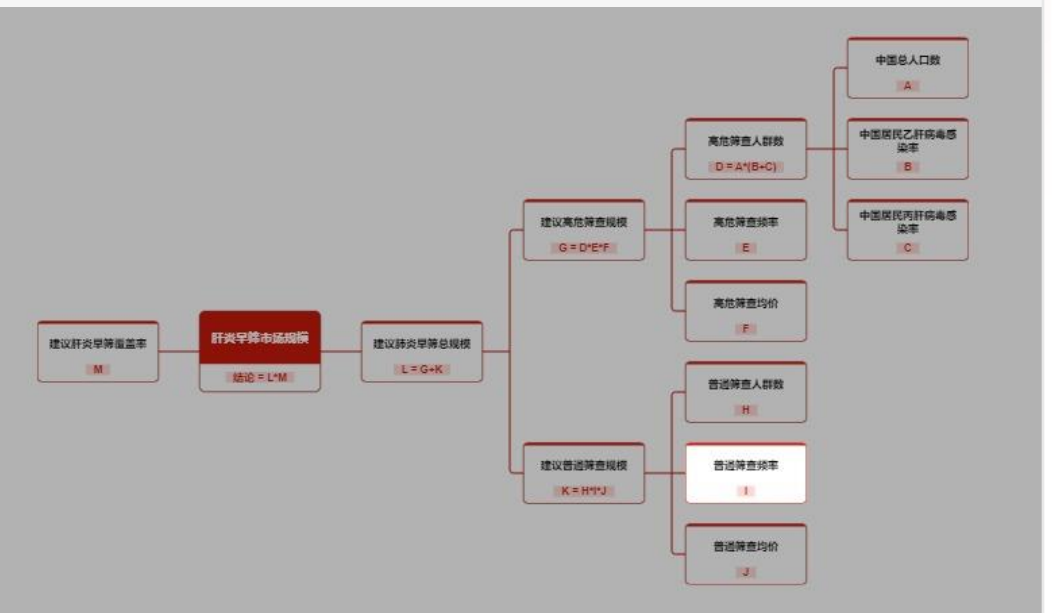 中国总人口数
A
高危筛查人群数
D = A*(B+C)
中国居民乙肝病毒感
染率
B
建议高危筛查规模
G = D*E*F
高危筛查频率
E
中国居民丙肝病毒感
染率
C
高危筛查均价
F
建议肝炎早筛覆盖率
M
肝炎早筛市场规模
结论 = L*M
建议肺炎早筛总规模
L = G+K
普通筛查人群数
H
建议普通筛查规模
K = H*I*J
普通筛查频率
I
普通筛查均价
J